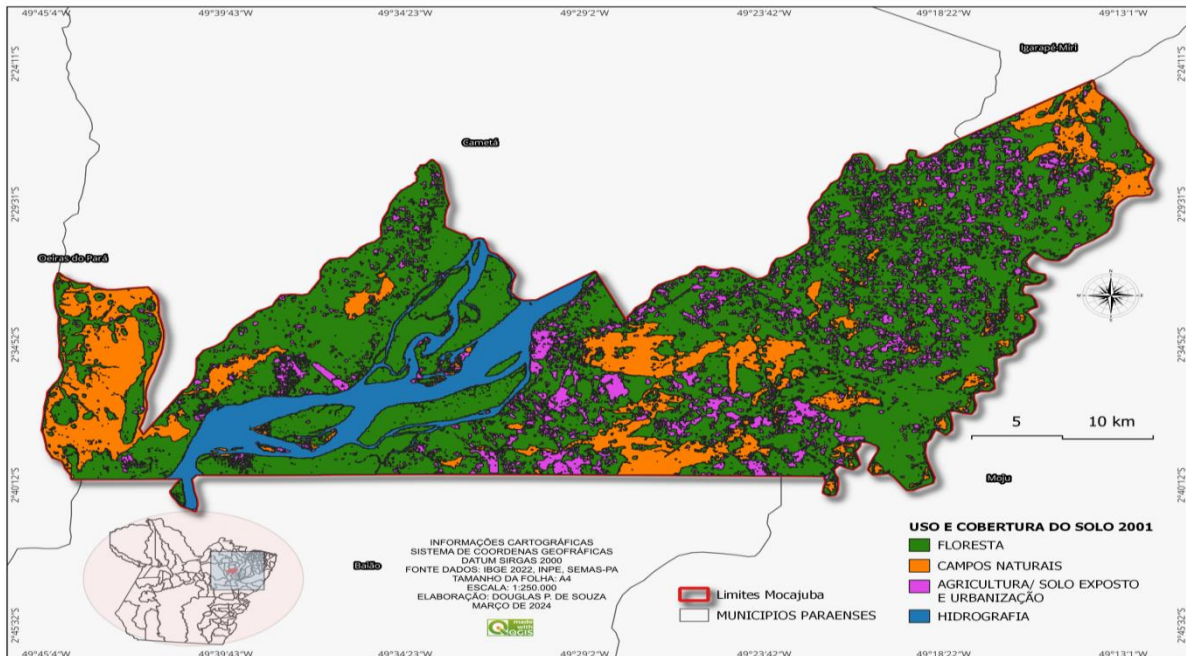 49°45'4"W 49°39'43"W 49°34'23"W 49°29'2"W 49°23'42"W 49°18'22"W 49°13'1"W
Igarapé-Miri
2°24'11"S 2°24'11"S
Cametá
2°29'31"S 2°29'31"S
Oeiras do Pará
N
2°34'52"S 2°34'52"S
5 10 km
2°40'12"S 2°40'12"S
Moju
Baião
INFORMAÇÕES CARTOGRÁFICAS
SISTEMA DE COORDENAS GEOFRÁFICAS
DATUM SIRGAS 2000
FONTE DADOS: IBGE 2022, INPE, SEMAS-PA
TAMANHO DA FOLHA: A4
ESCALA: 1:250.000
ELABORAÇÃO: DOUGLAS P. DE SOUZA
MARÇO DE 2024
made
with
QGIS
Limites Mocajuba
MUNICIPIOS PARAENSES
USO E COBERTURA DO SOLO 2001
FLORESTA
CAMPOS NATURAIS
AGRICULTURA/ SOLO EXPOSTO
E URBANIZAÇÃO
HIDROGRAFIA
2°45'32"S 2°45'32"S
49°45'4"W 49°39'43"W 49°34'23"W 49°29'2"W 49°23'42"W 49°18'22"W 49°13'1"W